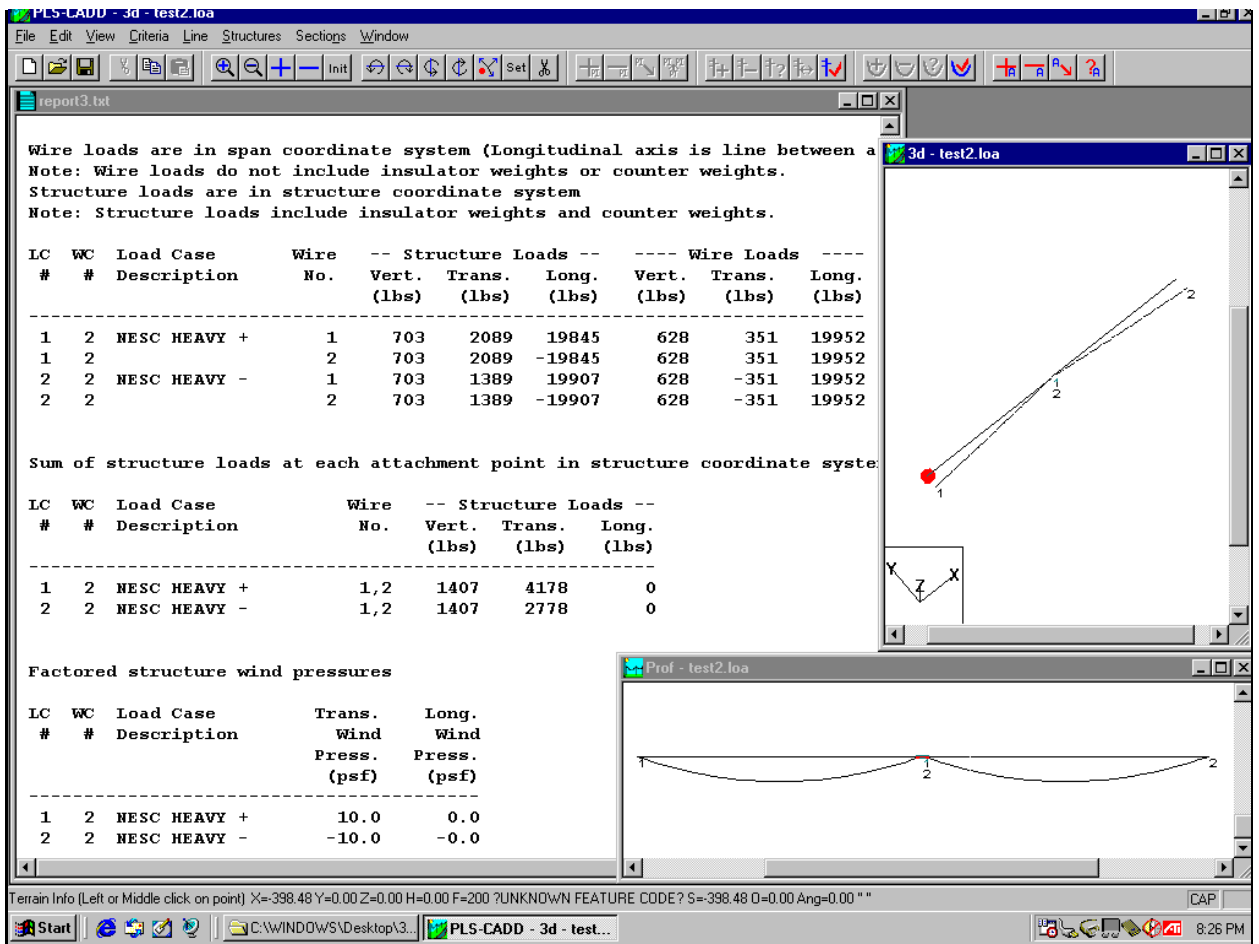 PLS-CADD - 3d - test2.loa
File Edit View Criteria Line Structures Sections Window
Init Set
report3.txt
Wire loads are in span coordinate system (Longitudinal axis is line between a
Note: Wire loads do not include insulator weights or counter weights.
Structure loads are in structure coordinate system
Note: Structure loads include insulator weights and counter weights.
LC WC Load Case Wire -- Structure Loads -- ---- Wire Loads ----
# # Description No. Vert. Trans. Long. Vert. Trans. Long.
(lbs) (lbs) (lbs) (lbs) (lbs) (lbs)
1 2 NESC HEAVY + 1 703 2089 19845 628 351 19952
1 2 2 703 2089 -19845 628 351 19952
2 2 NESC HEAVY - 1 703 1389 19907 628 -351 19952
2 2 2 703 1389 -19907 628 -351 19952
Sum of structure loads at each attachment point in structure coordinate syste
LC WC Load Case Wire -- Structure Loads --
# # Description No. Vert. Trans. Long.
(lbs) (lbs) (lbs)
1 2 NESC HEAVY + 1,2 1407 4178 0
2 2 NESC HEAVY - 1,2 1407 2778 0
Factored structure wind pressures
LC WC Load Case Trans. Long.
# # Description Wind Wind
Press. Press.
(psf) (psf)
1 2 NESC HEAVY + 10.0 0.0
2 2 NESC HEAVY - -10.0 -0.0
3d - test2.loa
2
1
2
1
Y Z X
Prof - test2.loa
1 1 2
2
Terrain Info (Left or Middle click on point) X=-398.48 Y=0.00 Z=0.00 H=0.00 F=200 ?UNKNOWN FEATURE CODE? S=-398.48 O=0.00 Ang=0.00 " "
CAP
Start C:\WINDOWS\Desktop\3... PLS-CADD - 3d - test... 8:26 PM